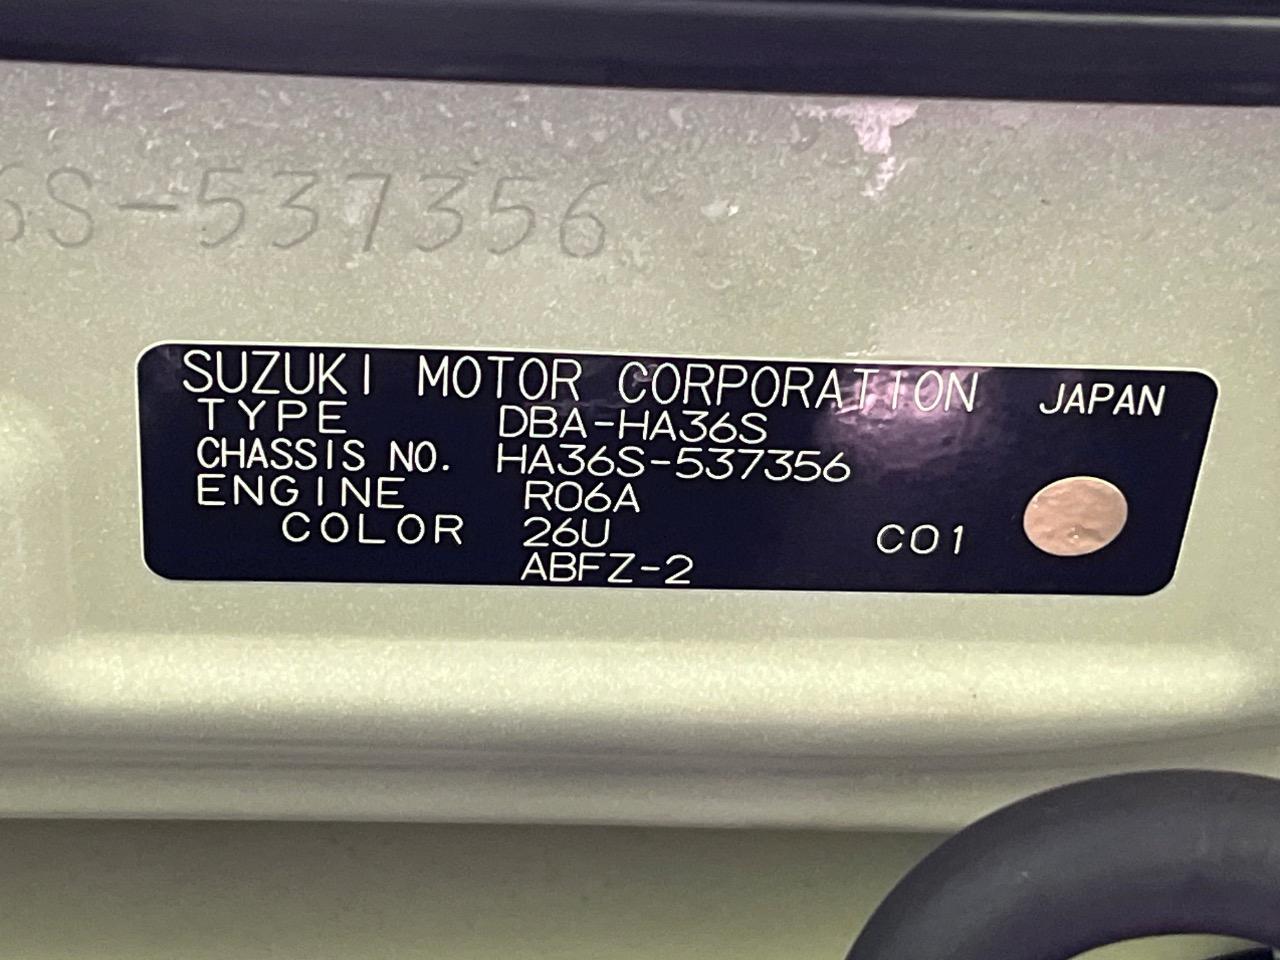 6S-537356
SUZUKI MOTOR CORPORATION JAPAN
TYPE DBA-HA36S
CHASSIS NO. HA36S-537356
ENGINE R06A
COLOR 26U C01
ABFZ-2